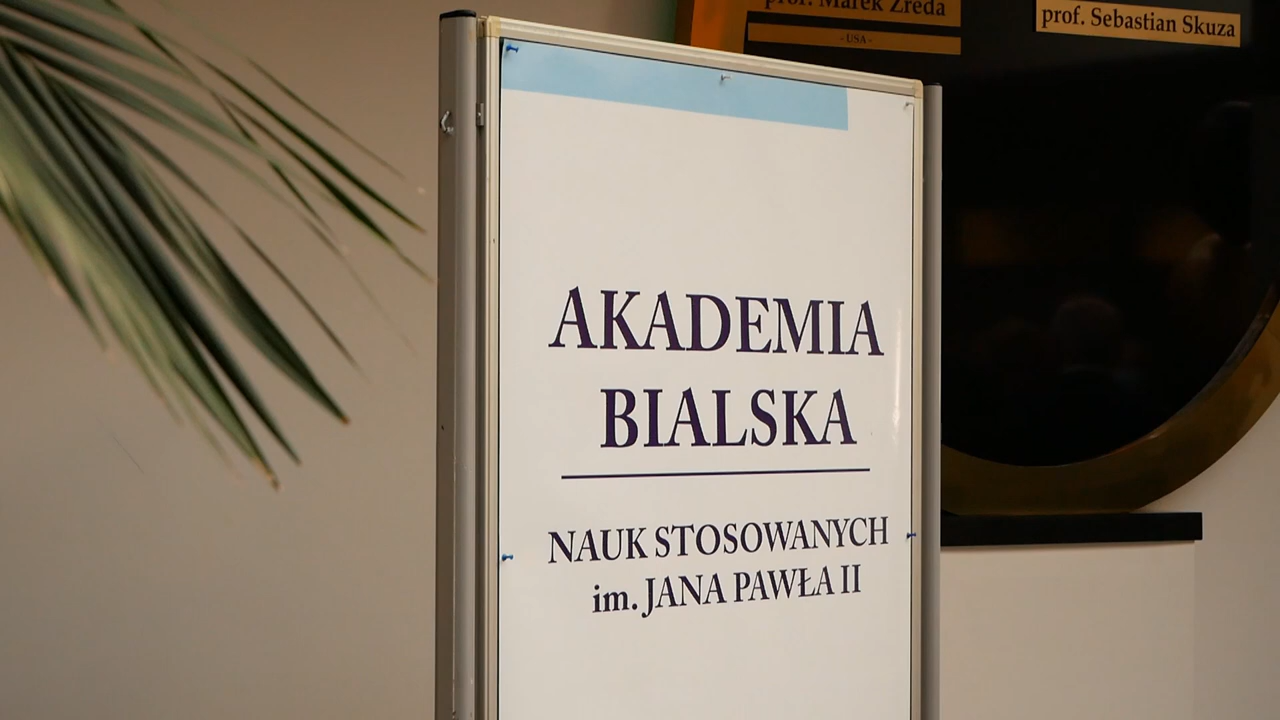 prof. Marek Zreda
- USA -
prof. Sebastian Skuza
AKADEMIA
BIALSKA
NAUK STOSOWANYCH
im. JANA PAWŁA II